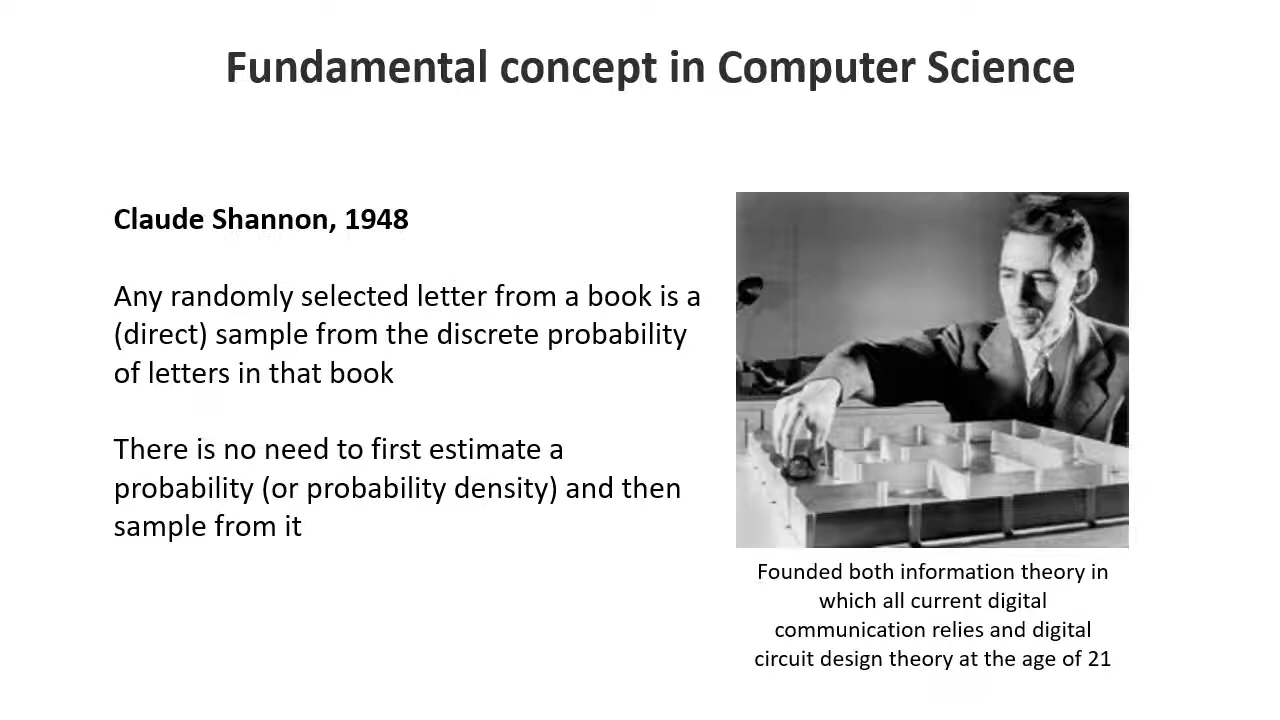 Fundamental concept in Computer Science
Claude Shannon, 1948
Any randomly selected letter from a book is a
(direct) sample from the discrete probability
of letters in that book
There is no need to first estimate a
probability (or probability density) and then
sample from it
Founded both information theory in
which all current digital
communication relies and digital
circuit design theory at the age of 21